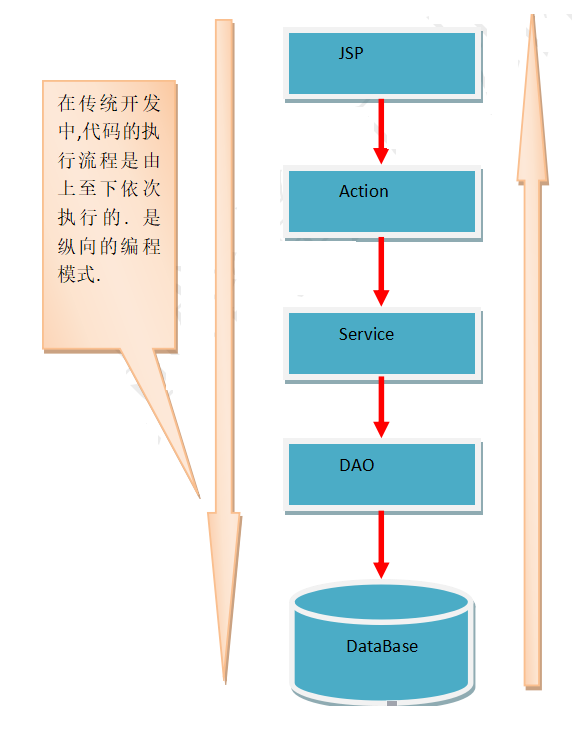 JSP
在传统开发
中,代码的执
行流程是由
上至下依次
执行的. 是
纵向的编程
模式.
Action
Service
DAO
DataBase